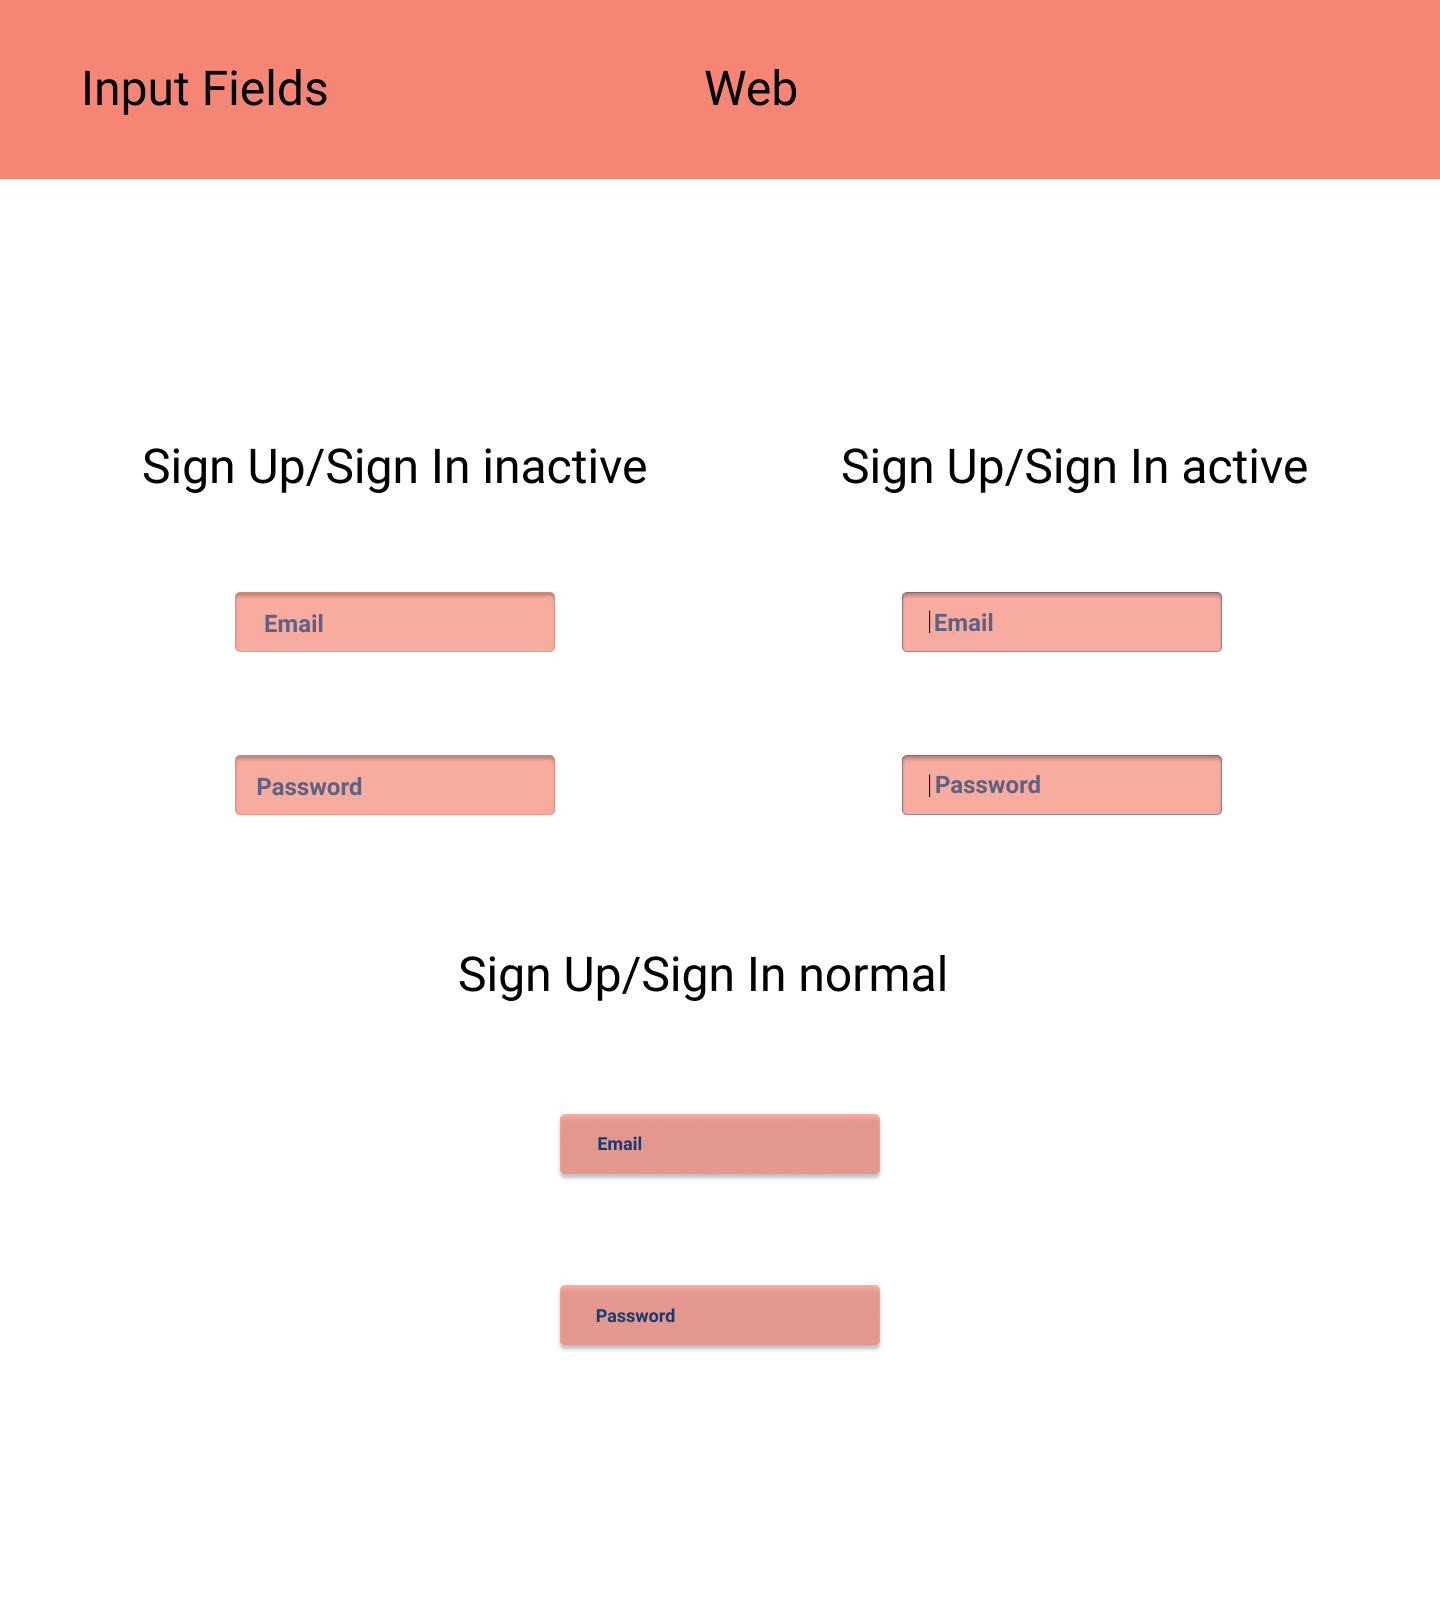 Input Fields
Web
Sign Up/Sign In inactive
Sign Up/Sign In active
Email
Email
Password
Password
Sign Up/Sign In normal
Email
Password